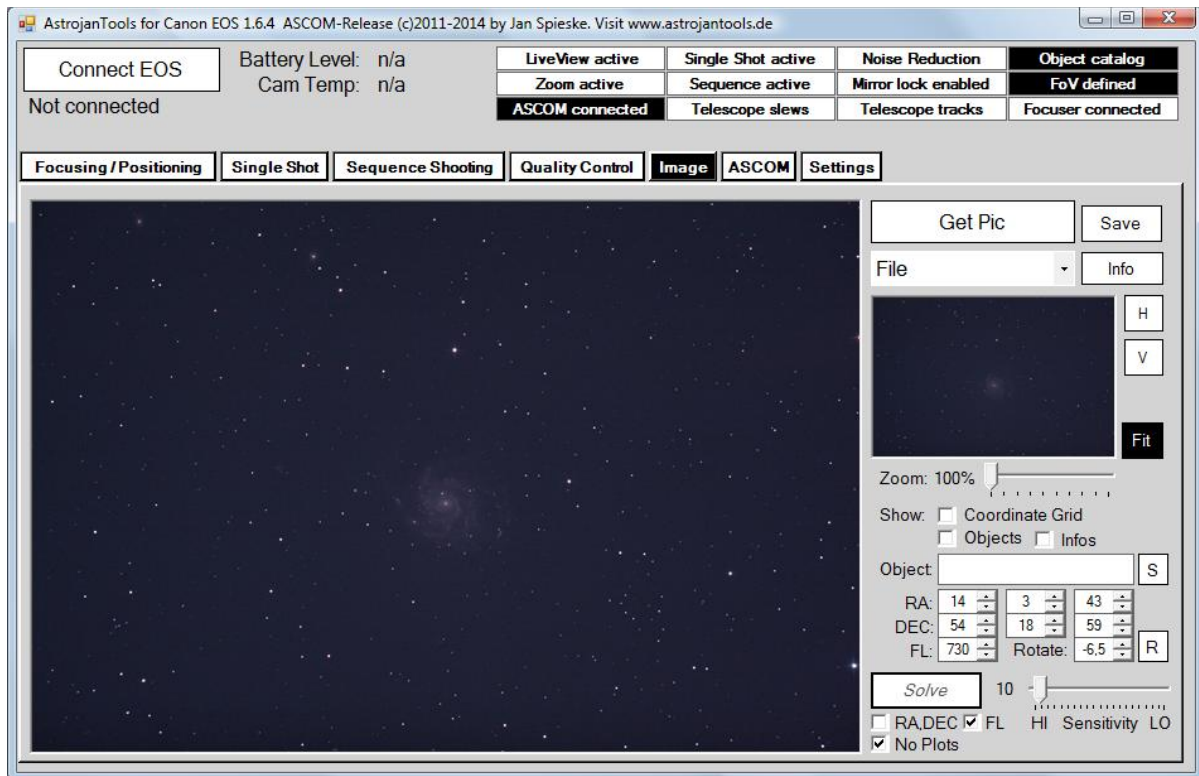 AstrojanTools for Canon EOS 1.6.4 ASCOM-Release (c)2011-2014 by Jan Spieske. Visit www.astrojantools.de
Connect EOS
Battery Level: n/a
Cam Temp: n/a
Not connected
LiveView active Single Shot active Noise Reduction Object catalog
Zoom active Sequence active Mirror lock enabled FoV defined
ASCOM connected Telescope slews Telescope tracks Focuser connected
Focusing / Positioning Single Shot Sequence Shooting Quality Control Image ASCOM Settings
Get Pic Save
File Info
H
V
Fit
Zoom: 100%
Show: Coordinate Grid
Objects Infos
Object: S
RA: 14 3 43
DEC: 54 18 59
FL: 730 Rotate: -6,5 R
Solve 10
RA,DEC FL HI Sensitivity LO
No Plots